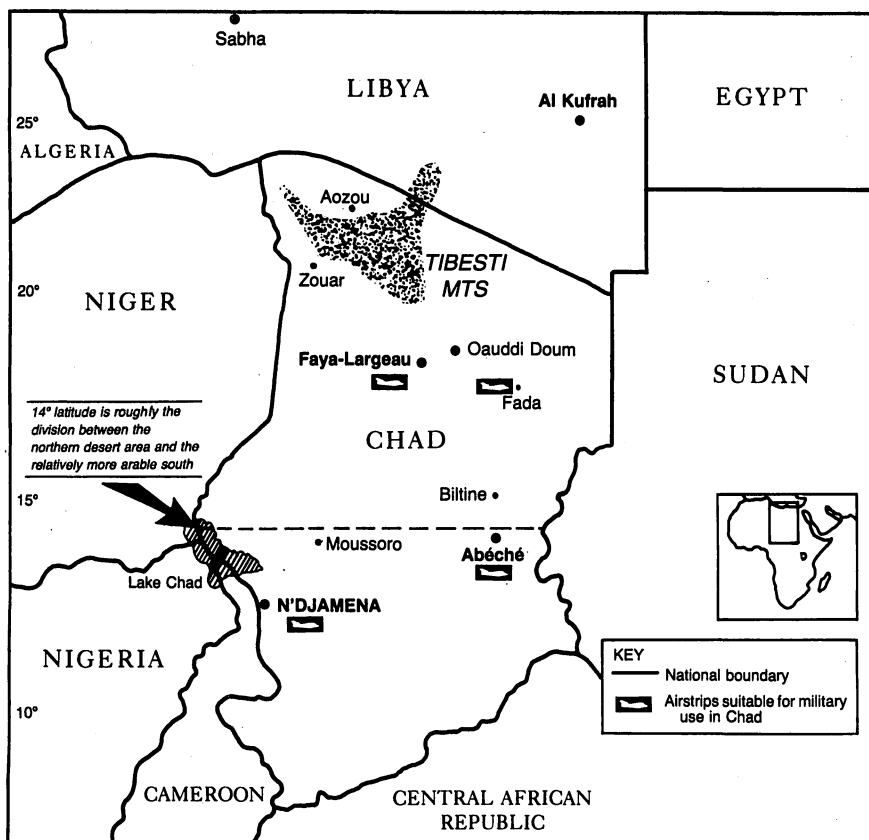 Sabha
LIBYA
Al Kufrah
EGYPT
25°
ALGERIA
Aozou
TIBESTI
MTS
Zouar
20°
NIGER
Oauddi Doum
Faya-Largeau
SUDAN
Fada
14° latitude is roughly the
division between the
northern desert area and the
relatively more arable south
CHAD
15°
Biltine
Moussoro
Abéché
Lake Chad
N'DJAMENA
NIGERIA
KEY
National boundary
Airstrips suitable for military
use in Chad
10°
CAMEROON
CENTRAL AFRICAN
REPUBLIC